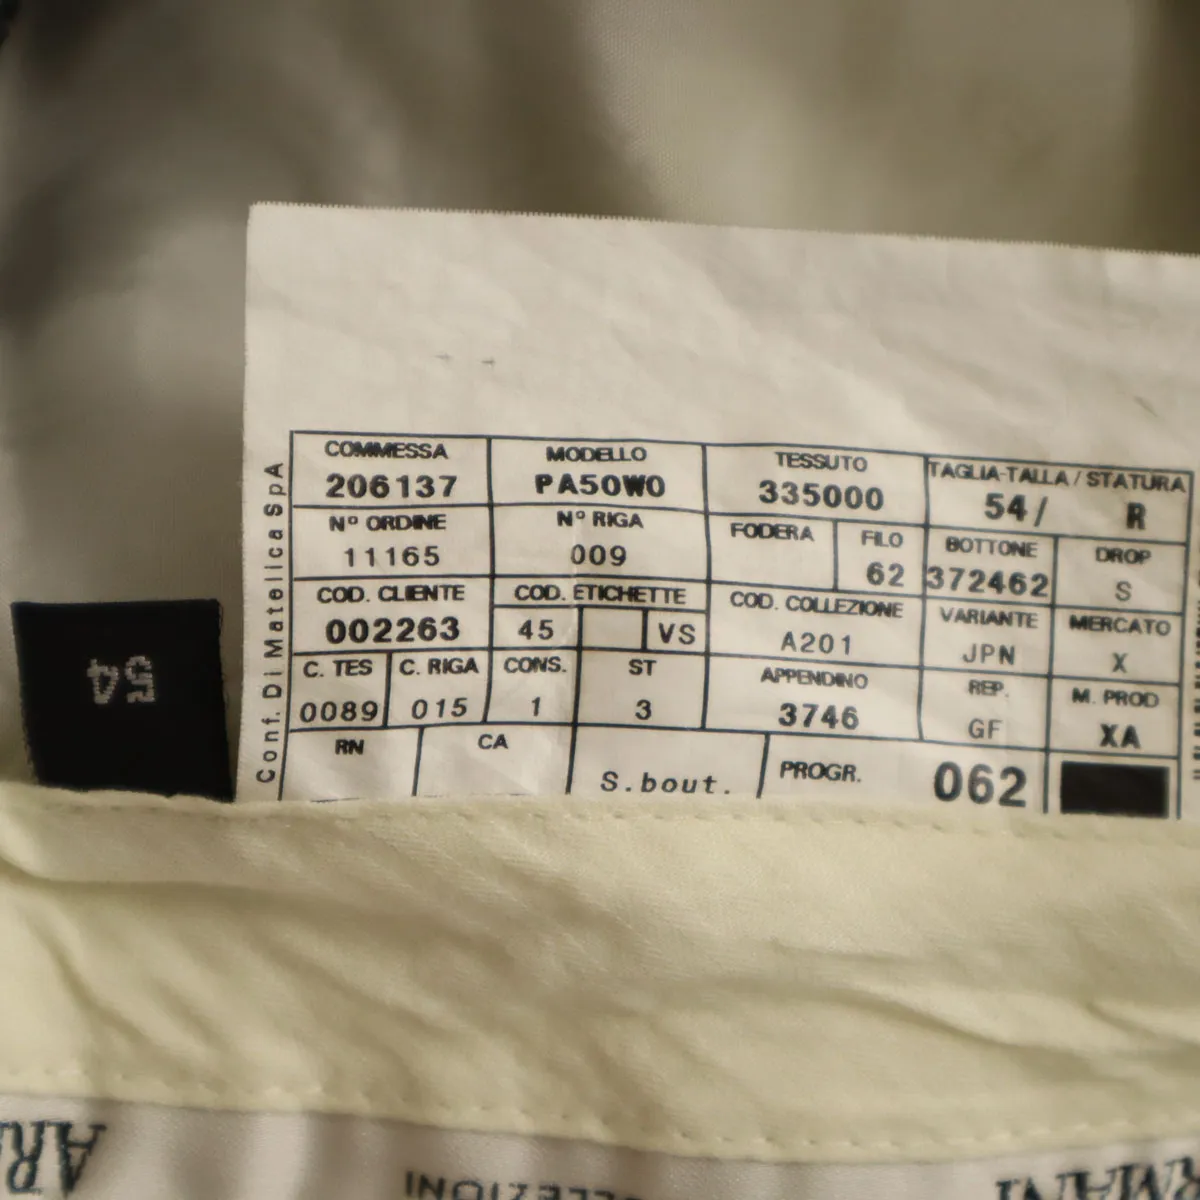 COMMESSA MODELLO TESSUTO TAGLIA-TALLA / STATURA
206137 PA50W0 335000 54/ R
Nº ORDINE Nº RIGA FODERA FILO BOTTONE DROP
11165 009 62 372462 S
COD. CLIENTE COD. ETICHETTE COD. COLLEZIONE VARIANTE MERCATO
002263 45 VS A201 JPN X
C. TES C. RIGA CONS. ST APPENDINO REP. M. PROD
0089 015 1 3 3746 GF XA
RN CA S.bout. PROGR. 062
Conf. Di Matelica SpA
54